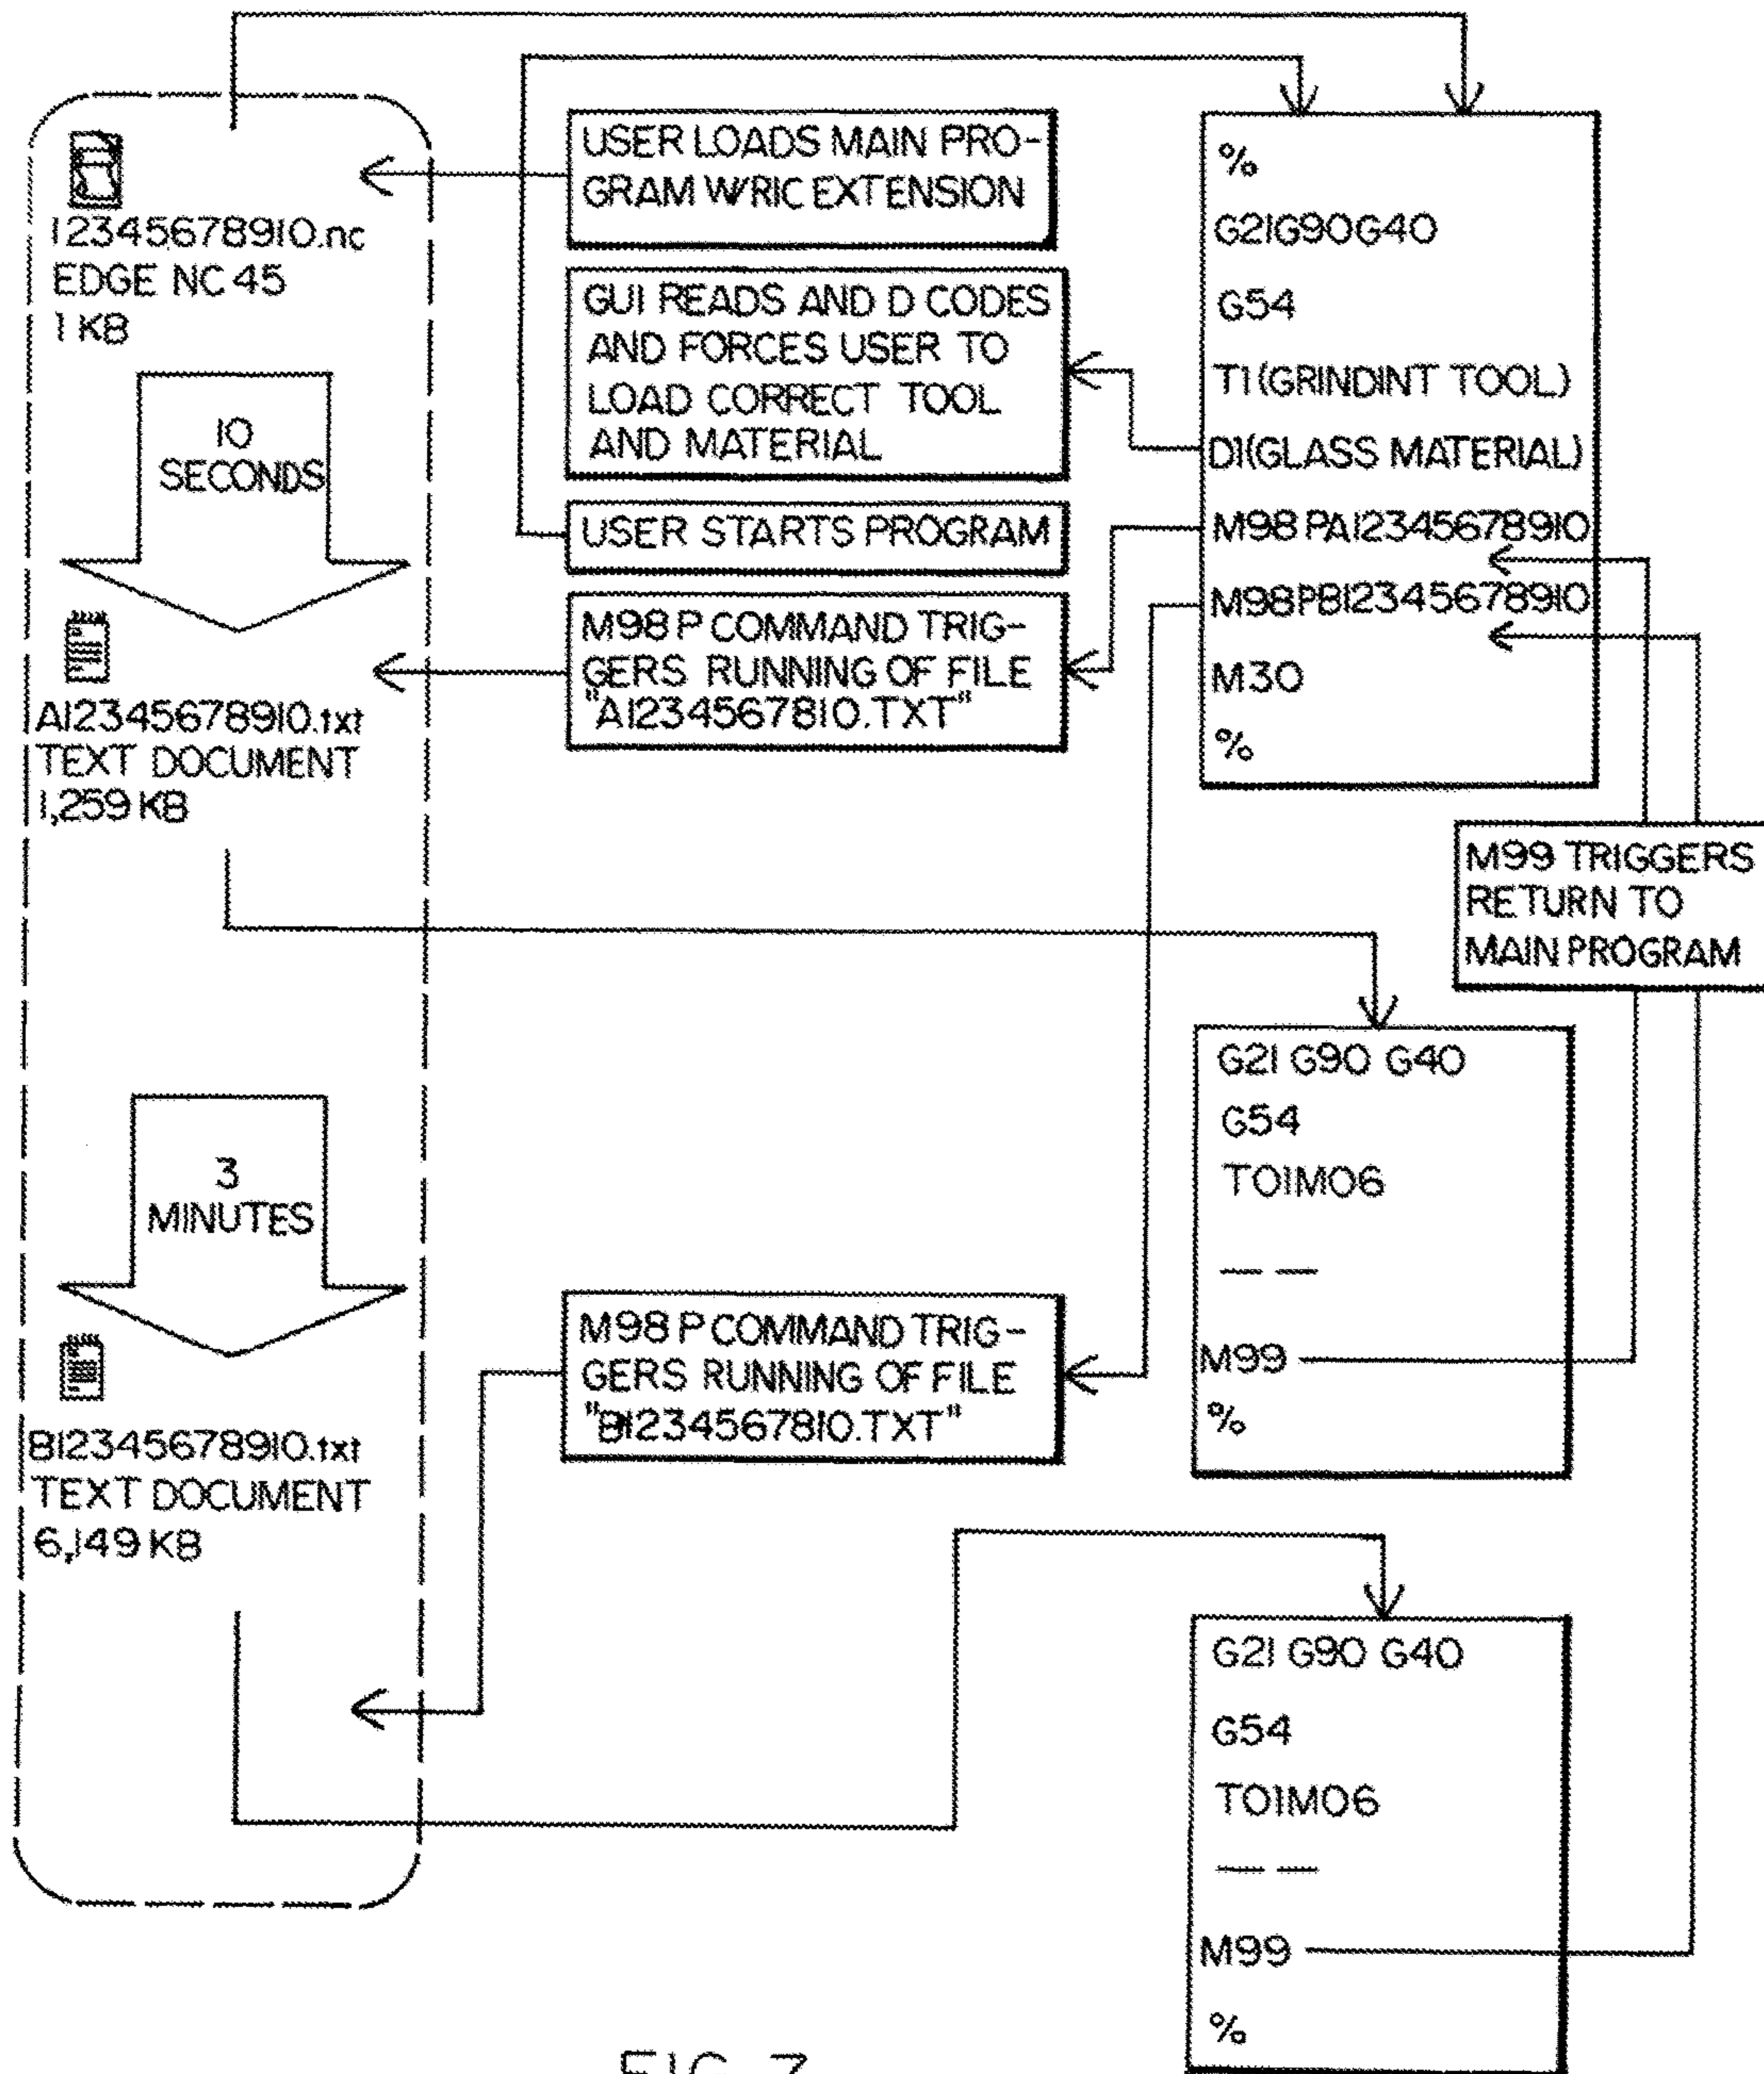 12345678910.nc
EDGE NC 45
1 KB
10
SECONDS
A12345678910.txt
TEXT DOCUMENT
1,259 KB
3
MINUTES
B12345678910.txt
TEXT DOCUMENT
6,149 KB
USER LOADS MAIN PRO-
GRAM W/RIC EXTENSION
GUI READS AND D CODES
AND FORCES USER TO
LOAD CORRECT TOOL
AND MATERIAL
USER STARTS PROGRAM
M98 P COMMAND TRIG-
GERS RUNNING OF FILE
"A1234567810.TXT"
M98 P COMMAND TRIG-
GERS RUNNING OF FILE
"B1234567810.TXT"
%
G21G90G40
G54
T1(GRINDINT TOOL)
D1(GLASS MATERIAL)
M98 PA12345678910
M98PB12345678910
M30
%
M99 TRIGGERS
RETURN TO
MAIN PROGRAM
G21 G90 G40
G54
T01M06
— —
M99
%
G21 G90 G40
G54
T01M06
— —
M99
%